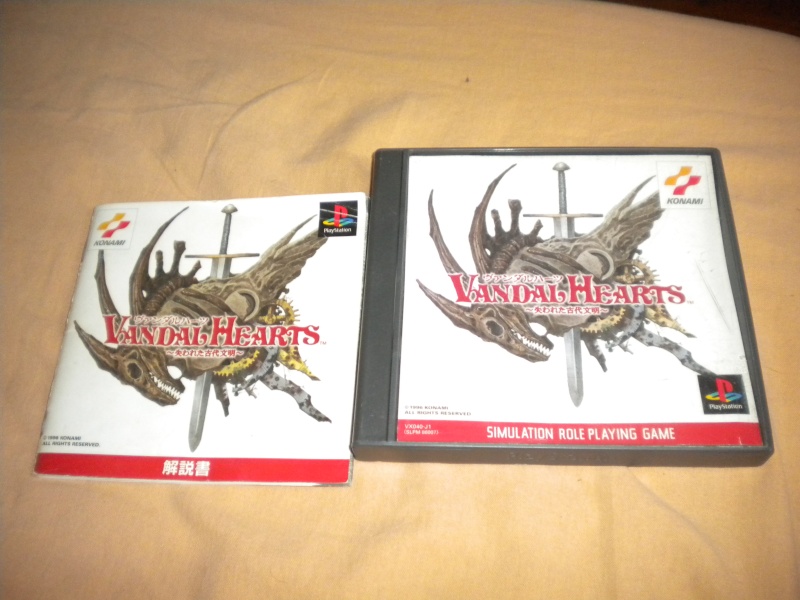 KONAMI
PlayStation
ヴァンダルハーツ
VANDAL HEARTS
～失われた古代文明～
©1996 KONAMI
ALL RIGHTS RESERVED.
解説書
KONAMI
ヴァンダルハーツ
VANDAL HEARTS
～失われた古代文明～
PlayStation
©1996 KONAMI
ALL RIGHTS RESERVED.
VX040-J1
SIMULATION ROLE PLAYING GAME